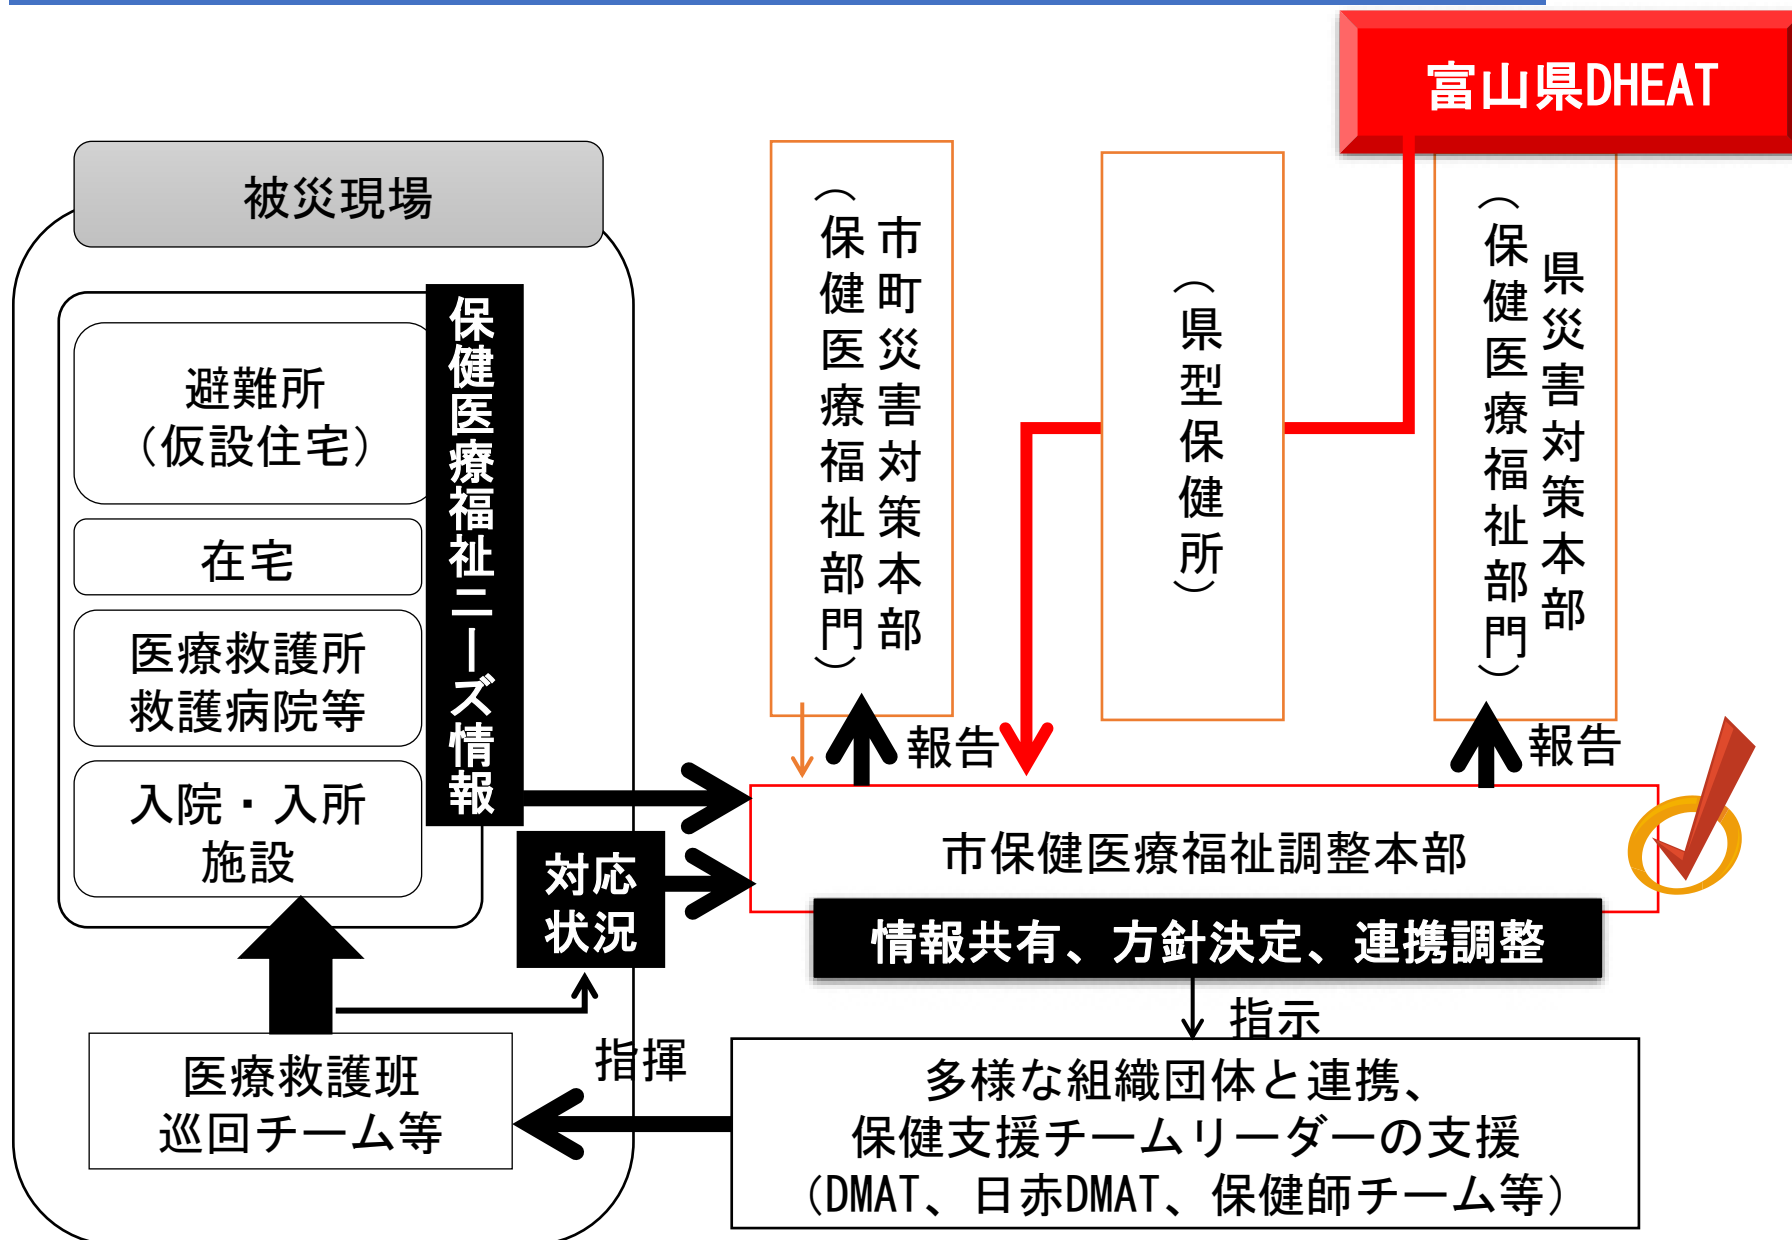 富山県DHEAT
被災現場
避難所
（仮設住宅）
在宅
医療救護所
救護病院等
入院・入所
施設
保健医療福祉ニーズ情報
対応
状況
医療救護班
巡回チーム等
市町災害対策本部
（保健医療福祉部門）
（県型保健所）
県災害対策本部
（保健医療福祉部門）
報告
報告
市保健医療福祉調整本部
情報共有、方針決定、連携調整
指示
指揮
多様な組織団体と連携、
保健支援チームリーダーの支援
（DMAT、日赤DMAT、保健師チーム等）